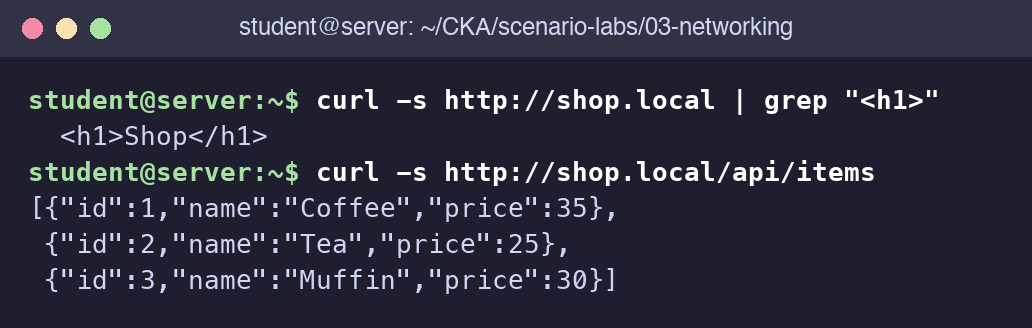 student@server: ~/CKA/scenario-labs/03-networking
student@server:~$ curl -s http://shop.local | grep "<h1>"
  <h1>Shop</h1>
student@server:~$ curl -s http://shop.local/api/items
[{"id":1,"name":"Coffee","price":35},
 {"id":2,"name":"Tea","price":25},
 {"id":3,"name":"Muffin","price":30}]